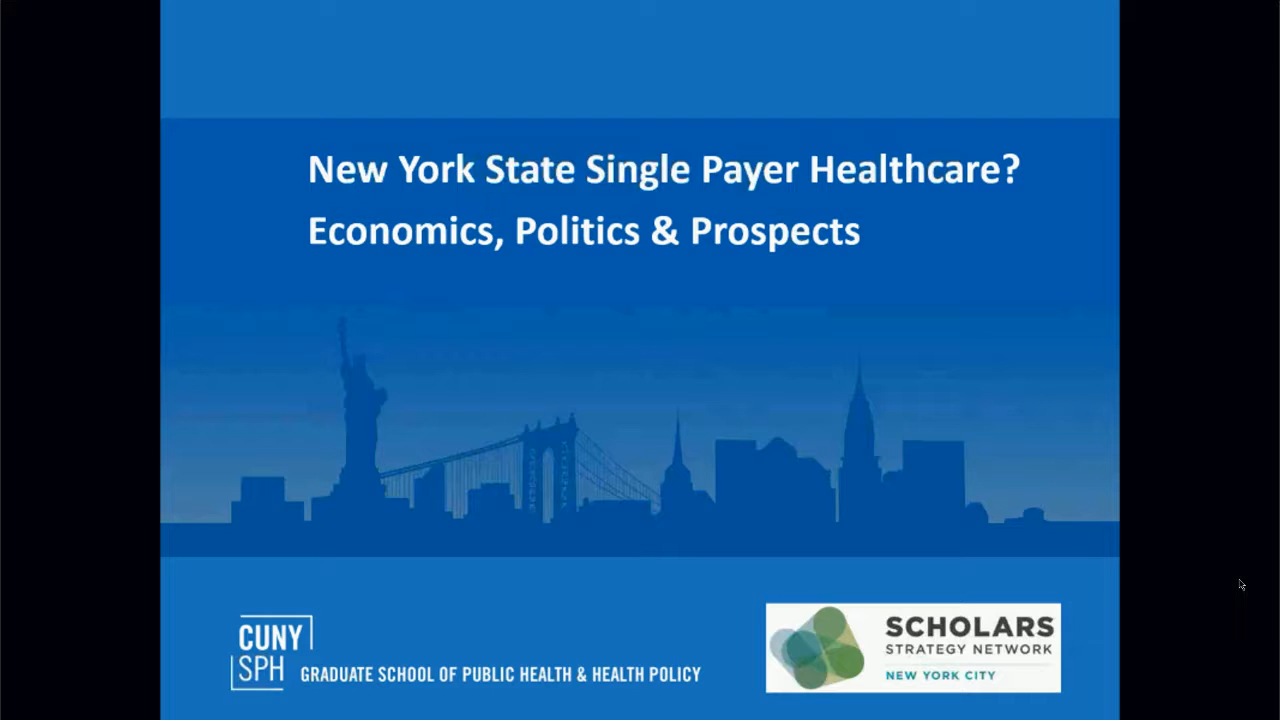 New York State Single Payer Healthcare?
Economics, Politics & Prospects
CUNY
SPH GRADUATE SCHOOL OF PUBLIC HEALTH & HEALTH POLICY
SCHOLARS
STRATEGY NETWORK
NEW YORK CITY